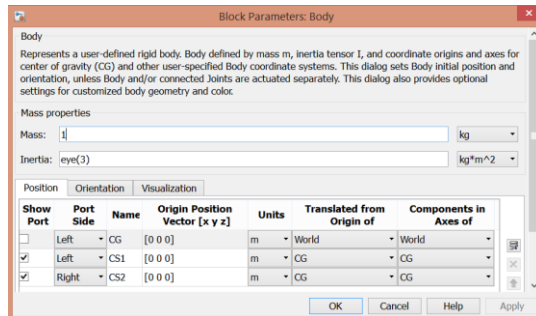 Block Parameters: Body
Body
Represents a user-defined rigid body. Body defined by mass m, inertia tensor I, and coordinate origins and axes for
center of gravity (CG) and other user-specified Body coordinate systems. This dialog sets Body initial position and
orientation, unless Body and/or connected Joints are actuated separately. This dialog also provides optional
settings for customized body geometry and color.
Mass properties
Mass: 1 kg
Inertia: eye(3) kg*m^2
Position Orientation Visualization
Show Port Port Side Name Origin Position Vector [x y z] Units Translated from Origin of Components in Axes of
Left CG [0 0 0] m World World
Left CS1 [0 0 0] m CG CG
Right CS2 [0 0 0] m CG CG
OK Cancel Help Apply